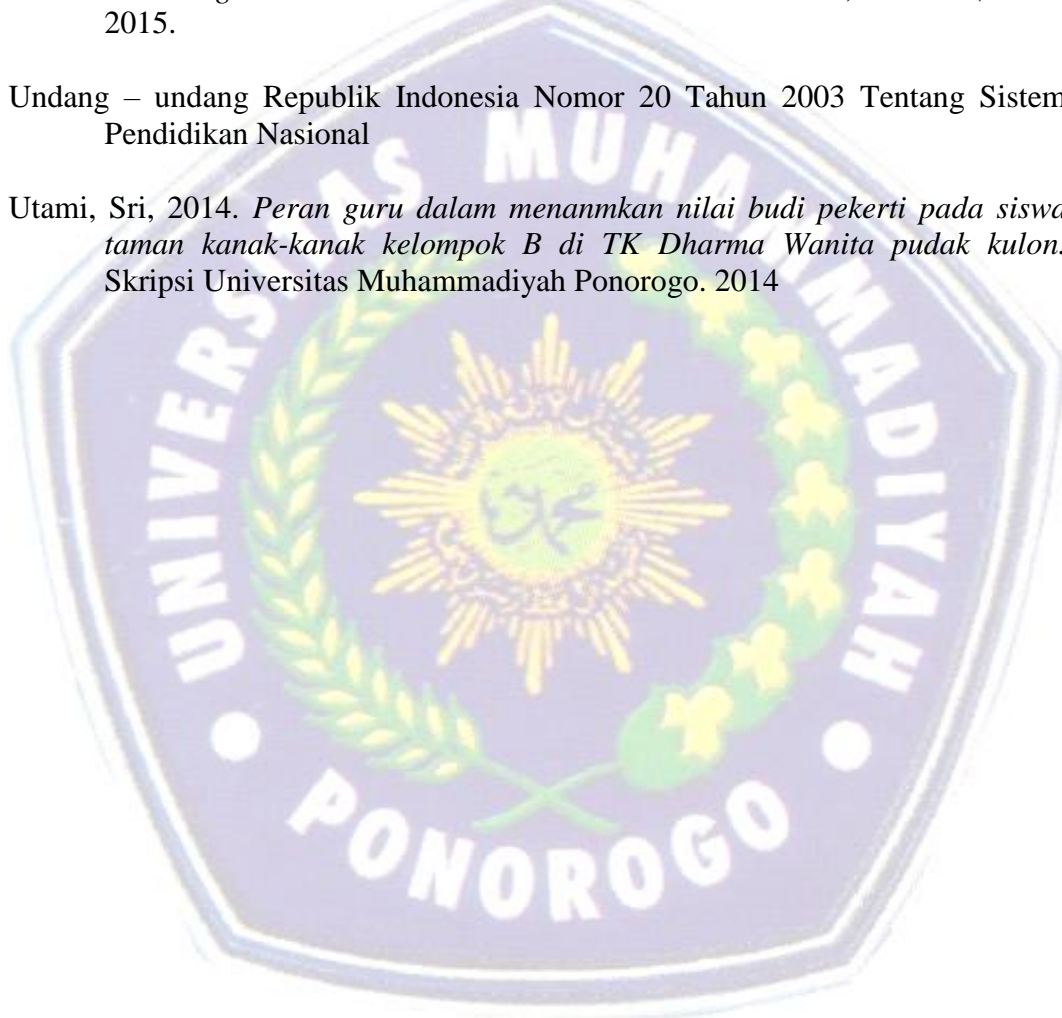 2015.
Undang – undang Republik Indonesia Nomor 20 Tahun 2003 Tentang Sistem
Pendidikan Nasional
Utami, Sri, 2014. Peran guru dalam menanmkan nilai budi pekerti pada siswa
taman kanak-kanak kelompok B di TK Dharma Wanita pudak kulon.
Skripsi Universitas Muhammadiyah Ponorogo. 2014
UNIVERSITAS MUHAMMADIYAH
PONOROGO
محمد